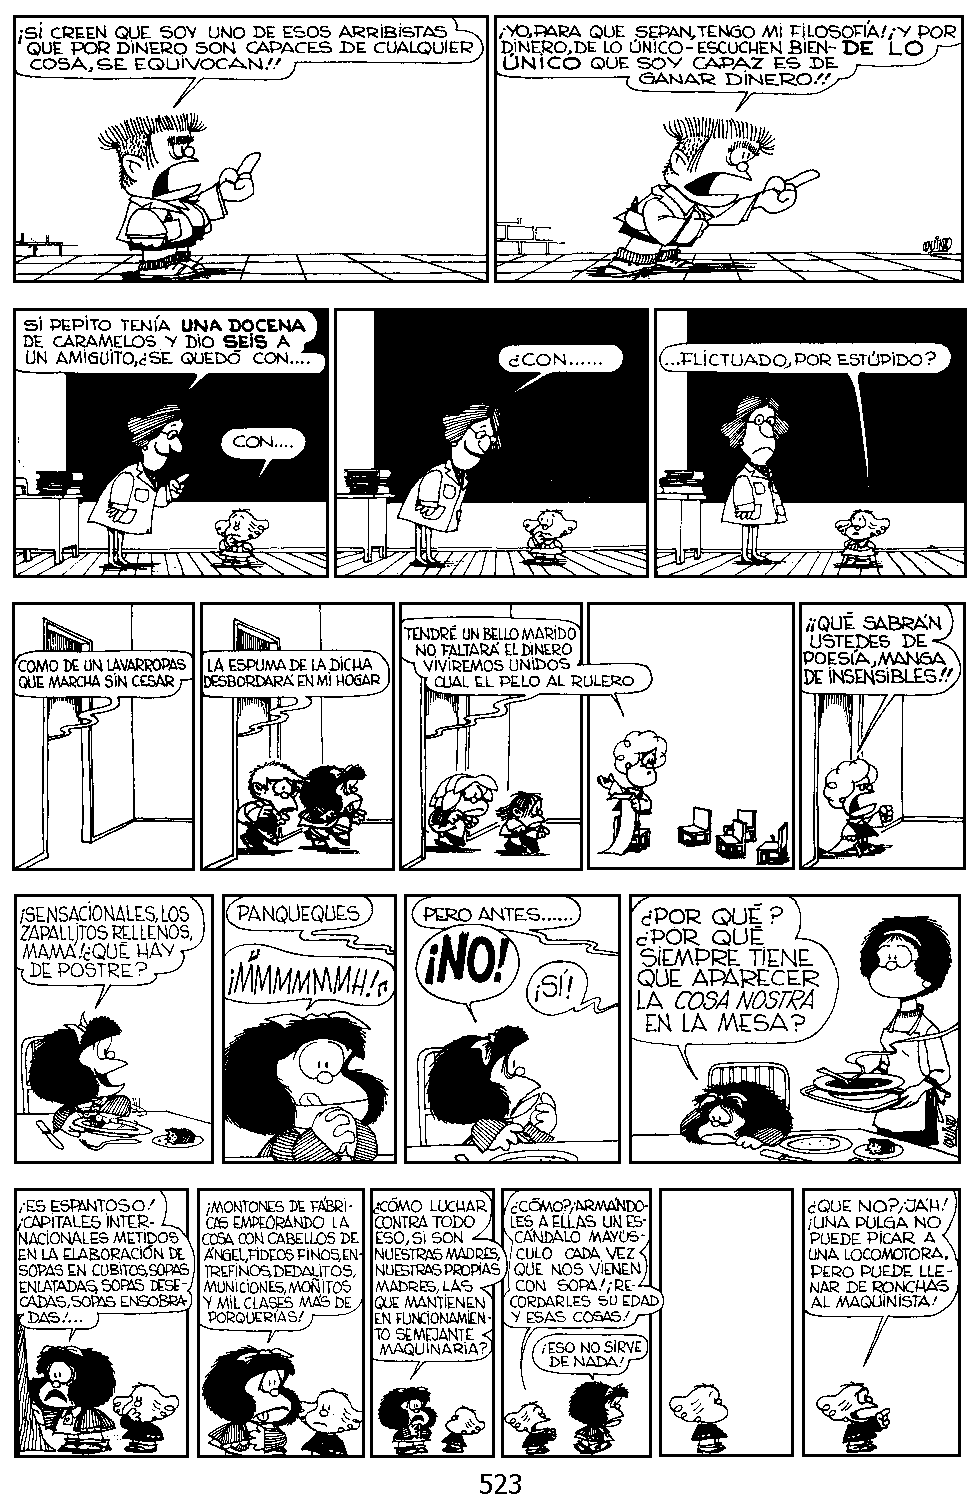 ¡SÍ CREEN QUE SOY UNO DE ESOS ARRIBISTAS
QUE POR DINERO SON CAPACES DE CUALQUIER
COSA, SE EQUIVOCAN!!
¡YO, PARA QUE SEPAN, TENGO MI FILOSOFÍA! ¡Y POR
DINERO, DE LO ÚNICO-ESCUCHEN BIEN-DE LO
ÚNICO QUE SOY CAPAZ ES DE
GANAR DINERO!!
QUINO
SI PEPITO TENÍA UNA DOCENA
DE CARAMELOS Y DIO SEIS A
UN AMIGUITO, ¿SE QUEDÓ CON....
CON....
¿CON......
...FLICTUADO, POR ESTÚPIDO?
COMO DE UN LAVARROPAS
QUE MARCHA SIN CESAR
LA ESPUMA DE LA DICHA
DESBORDARÁ EN MI HOGAR
TENDRÉ UN BELLO MARIDO
NO FALTARÁ EL DINERO
VIVIREMOS UNIDOS
CUAL EL PELO AL RULERO
¡¡QUÉ SABRÁN
USTEDES DE
POESÍA, MANGA
DE INSENSIBLES!!
¡SENSACIONALES, LOS
ZAPALLITOS RELLENOS,
MAMÁ! ¿QUÉ HAY
DE POSTRE?
PANQUEQUES
¡MMMMMMH!
PERO ANTES......
¡NO!
¡SÍ!
¿POR QUÉ?
¿POR QUÉ
SIEMPRE TIENE
QUE APARECER
LA COSA NOSTRA
EN LA MESA?
QUINO
¡ES ESPANTOSO!
¡CAPITALES INTER-
NACIONALES METIDOS
EN LA ELABORACIÓN DE
SOPAS EN CUBITOS, SOPAS
ENLATADAS, SOPAS DESE-
CADAS, SOPAS ENSOBRA-
DAS!...
¡MONTONES DE FÁBRI-
CAS EMPEORANDO LA
COSA CON CABELLOS DE
ÁNGEL, FIDEOS FINOS, EN-
TREFINOS, DEDALITOS,
MUNICIONES, MOÑITOS
Y MIL CLASES MÁS DE
PORQUERÍAS!
¿CÓMO LUCHAR
CONTRA TODO
ESO, SI SON
NUESTRAS MADRES,
NUESTRAS PROPIAS
MADRES, LAS
QUE MANTIENEN
EN FUNCIONAMIEN-
TO SEMEJANTE
MAQUINARIA?
¿CÓMO? ¡ARMÁNDO-
LES A ELLAS UN ES-
CÁNDALO MAYÚS-
CULO CADA VEZ
QUE NOS VIENEN
CON SOPA! ¡RE-
CORDARLES SU EDAD
Y ESAS COSAS!
¡ESO NO SIRVE
DE NADA!
¿QUE NO? ¡JÁH!
¡UNA PULGA NO
PUEDE PICAR A
UNA LOCOMOTORA,
PERO PUEDE LLE-
NAR DE RONCHAS
AL MAQUINISTA!
523